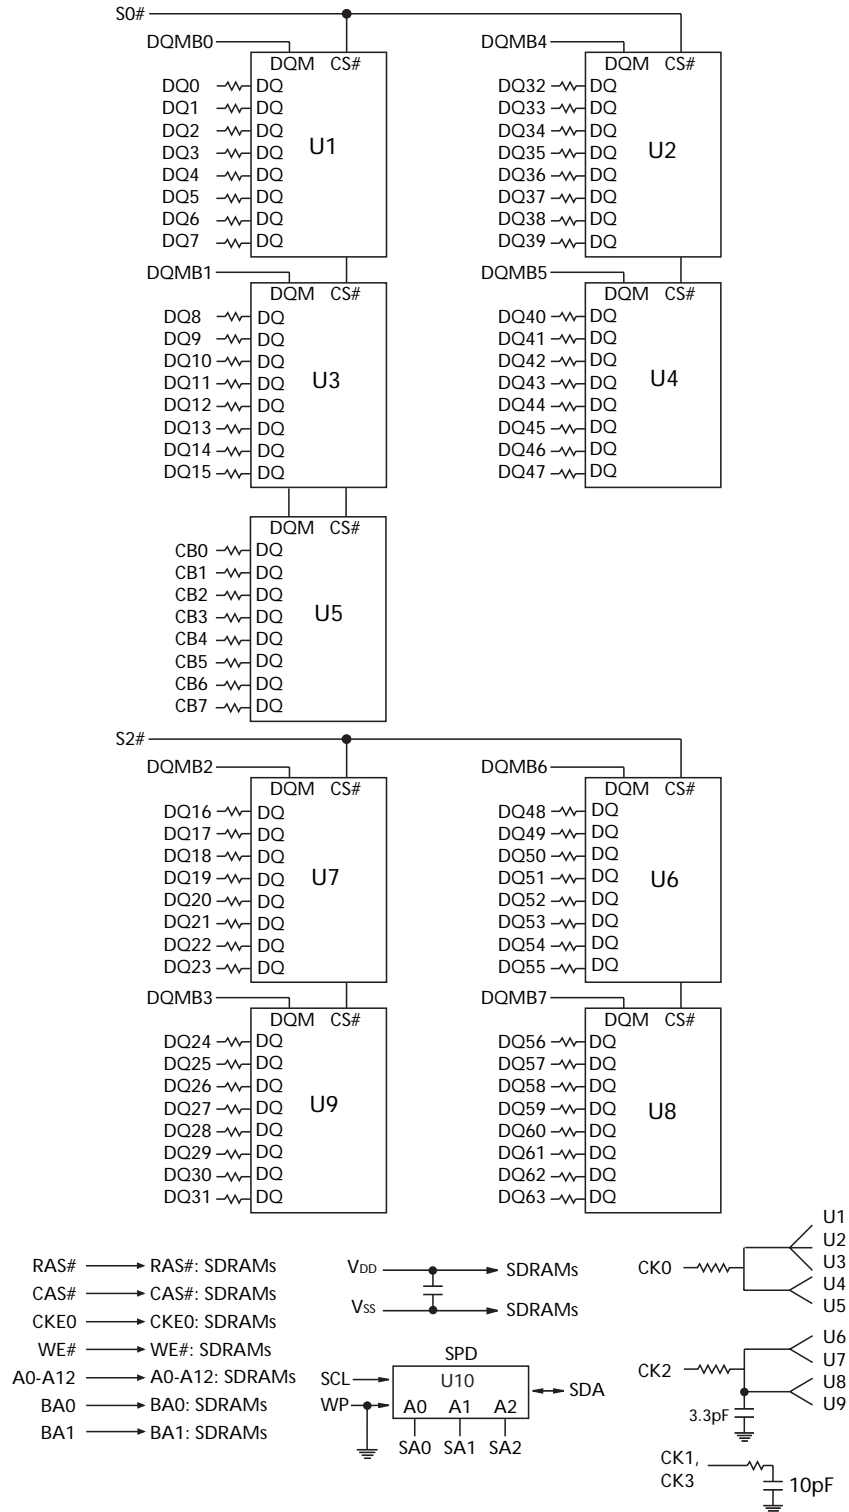 S0#
DQMB0
DQM CS#
DQ0 DQ
DQ1 DQ
DQ2 DQ
DQ3 DQ
DQ4 DQ
DQ5 DQ
DQ6 DQ
DQ7 DQ
U1
DQMB4
DQM CS#
DQ32 DQ
DQ33 DQ
DQ34 DQ
DQ35 DQ
DQ36 DQ
DQ37 DQ
DQ38 DQ
DQ39 DQ
U2
DQMB1
DQM CS#
DQ8 DQ
DQ9 DQ
DQ10 DQ
DQ11 DQ
DQ12 DQ
DQ13 DQ
DQ14 DQ
DQ15 DQ
U3
DQMB5
DQM CS#
DQ40 DQ
DQ41 DQ
DQ42 DQ
DQ43 DQ
DQ44 DQ
DQ45 DQ
DQ46 DQ
DQ47 DQ
U4
DQM CS#
CB0 DQ
CB1 DQ
CB2 DQ
CB3 DQ
CB4 DQ
CB5 DQ
CB6 DQ
CB7 DQ
U5
S2#
DQMB2
DQM CS#
DQ16 DQ
DQ17 DQ
DQ18 DQ
DQ19 DQ
DQ20 DQ
DQ21 DQ
DQ22 DQ
DQ23 DQ
U7
DQMB6
DQM CS#
DQ48 DQ
DQ49 DQ
DQ50 DQ
DQ51 DQ
DQ52 DQ
DQ53 DQ
DQ54 DQ
DQ55 DQ
U6
DQMB3
DQM CS#
DQ24 DQ
DQ25 DQ
DQ26 DQ
DQ27 DQ
DQ28 DQ
DQ29 DQ
DQ30 DQ
DQ31 DQ
U9
DQMB7
DQM CS#
DQ56 DQ
DQ57 DQ
DQ58 DQ
DQ59 DQ
DQ60 DQ
DQ61 DQ
DQ62 DQ
DQ63 DQ
U8
RAS# RAS#: SDRAMs
CAS# CAS#: SDRAMs
CKE0 CKE0: SDRAMs
WE# WE#: SDRAMs
A0-A12 A0-A12: SDRAMs
BA0 BA0: SDRAMs
BA1 BA1: SDRAMs
VDD SDRAMs
VSS SDRAMs
SPD
SCL U10 SDA
WP A0 A1 A2
SA0 SA1 SA2
CK0
U1
U2
U3
U4
U5
CK2
U6
U7
U8
U9
3.3pF
CK1,
CK3
10pF